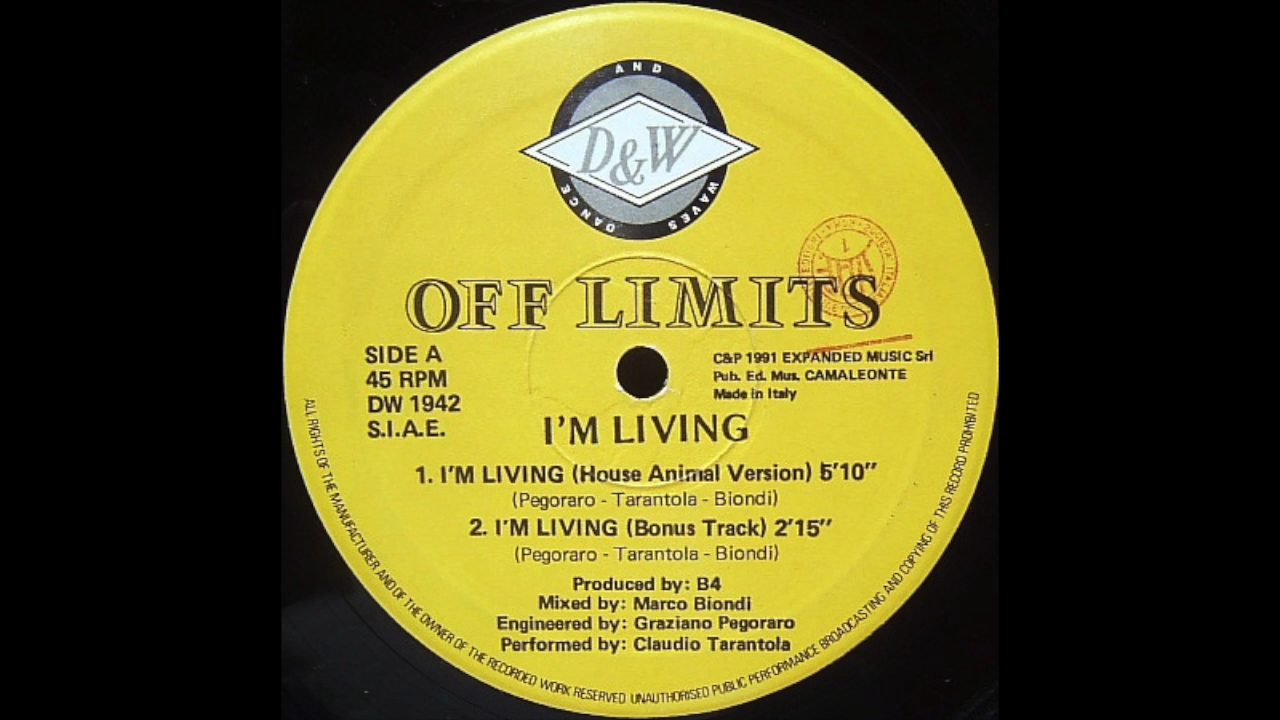 AND
D&W
DANCE WAVES
EDITORI · FONO · SOCIETA ITALIA
OFF LIMITS
SIDE A
45 RPM
DW 1942
S.I.A.E.
C&P 1991 EXPANDED MUSIC Srl
Pub. Ed. Mus. CAMALEONTE
Made in Italy
I'M LIVING
1. I'M LIVING (House Animal Version) 5'10"
(Pegoraro - Tarantola - Biondi)
2. I'M LIVING (Bonus Track) 2'15"
(Pegoraro - Tarantola - Biondi)
Produced by: B4
Mixed by: Marco Biondi
Engineered by: Graziano Pegoraro
Performed by: Claudio Tarantola
ALL RIGHTS OF THE MANUFACTURER AND OF THE OWNER OF THE RECORDED WORK RESERVED UNAUTHORISED PUBLIC PERFORMANCE BROADCASTING AND COPYING OF THIS RECORD PROHIBITED